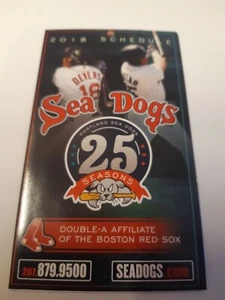 2018 SCHEDULE
DEVERS
16
Sea Dogs
PORTLAND SEA DOGS
25
SEASONS
DOUBLE-A AFFILIATE
OF THE BOSTON RED SOX
207 879.9500 SEADOGS.com